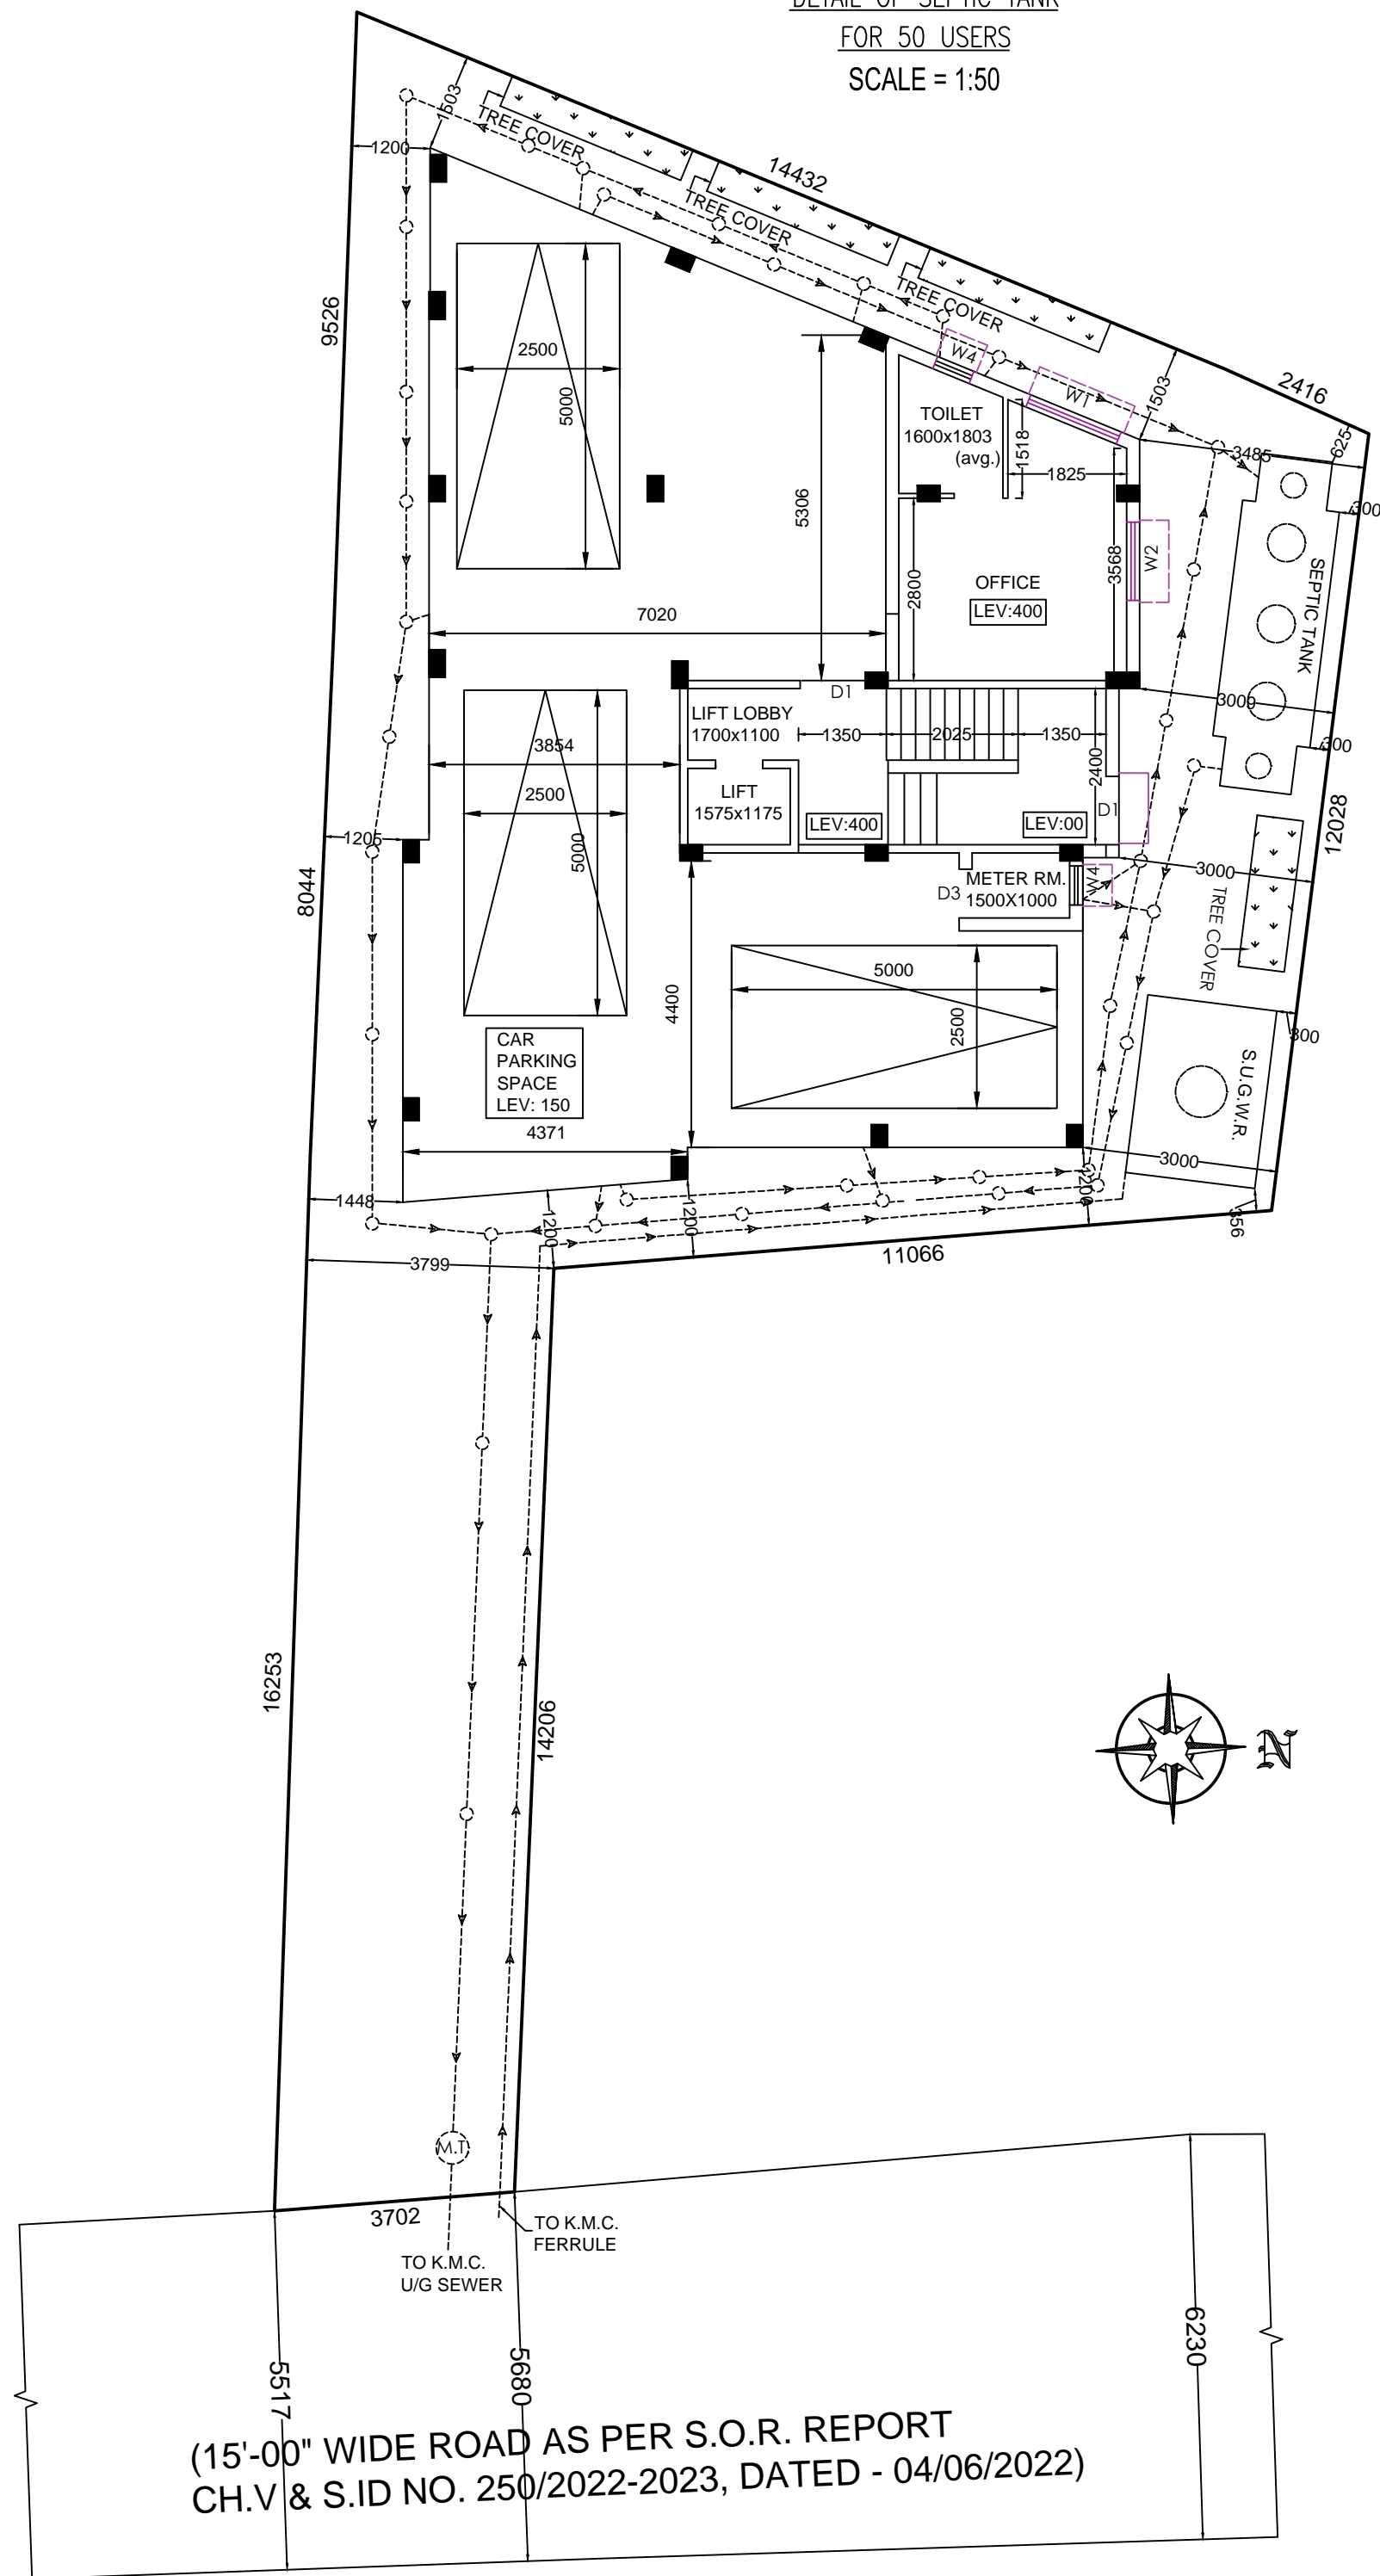 DETAIL OF SEPTIC TANK
FOR 50 USERS
SCALE = 1:50
1503
TREE COVER
1200
14432
TREE COVER
TREE COVER
9526
2500
5000
W4
W1
1503
2416
TOILET
1600x1803
(avg.)
1518
1825
3485
625
300
5306
2800
3568
W2
OFFICE
LEV:400
SEPTIC TANK
7020
D1
LIFT LOBBY
1700x1100
1350
2025
1350
3009
300
3854
2500
5000
LIFT
1575x1175
LEV:400
2400
LEV:00
D1
12028
1205
8044
METER RM.
1500X1000
D3
W4
3000
TREE COVER
4400
5000
2500
300
CAR
PARKING
SPACE
LEV: 150
4371
S.U.G.W.R.
3000
1448
1200
1200
1200
356
3799
11066
16253
14206
N
M.T
3702
TO K.M.C.
FERRULE
TO K.M.C.
U/G SEWER
5517
5680
6230
(15'-00" WIDE ROAD AS PER S.O.R. REPORT
CH.V & S.ID NO. 250/2022-2023, DATED - 04/06/2022)